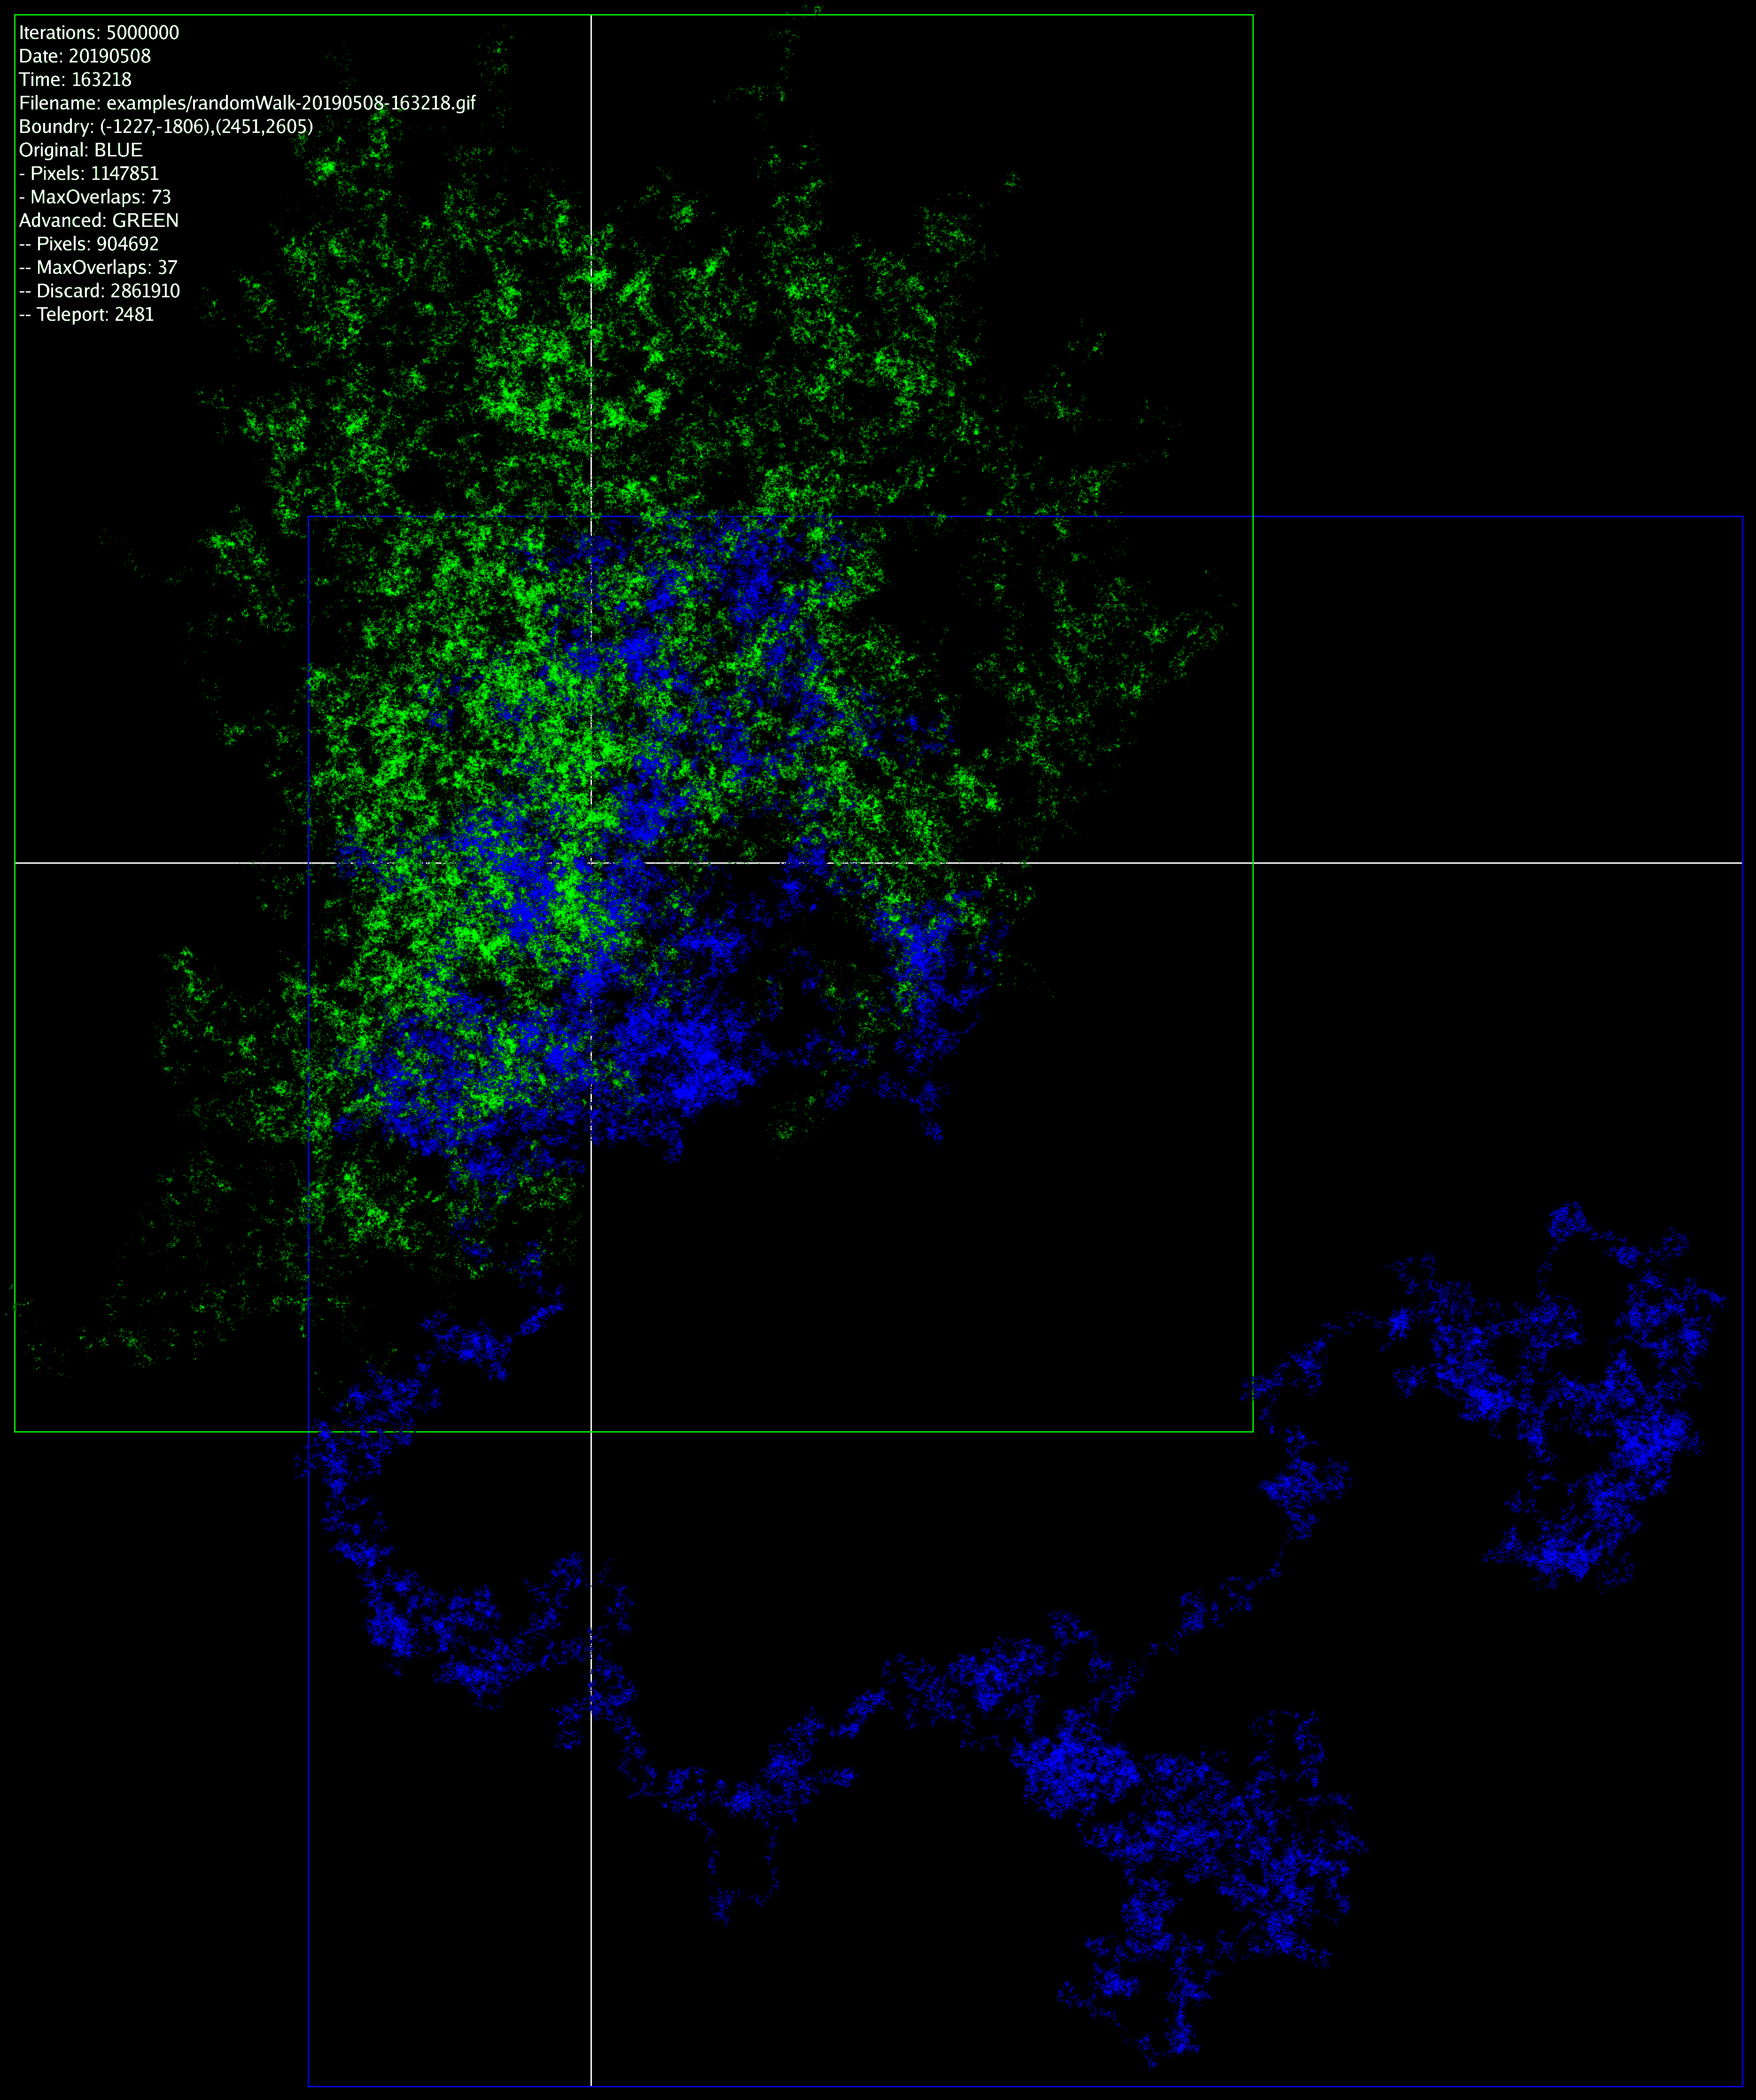 Iterations: 5000000
Date: 20190508
Time: 163218
Filename: examples/randomWalk-20190508-163218.gif
Boundry: (-1227,-1806),(2451,2605)
Original: BLUE
- Pixels: 1147851
- MaxOverlaps: 73
Advanced: GREEN
-- Pixels: 904692
-- MaxOverlaps: 37
-- Discard: 2861910
-- Teleport: 2481